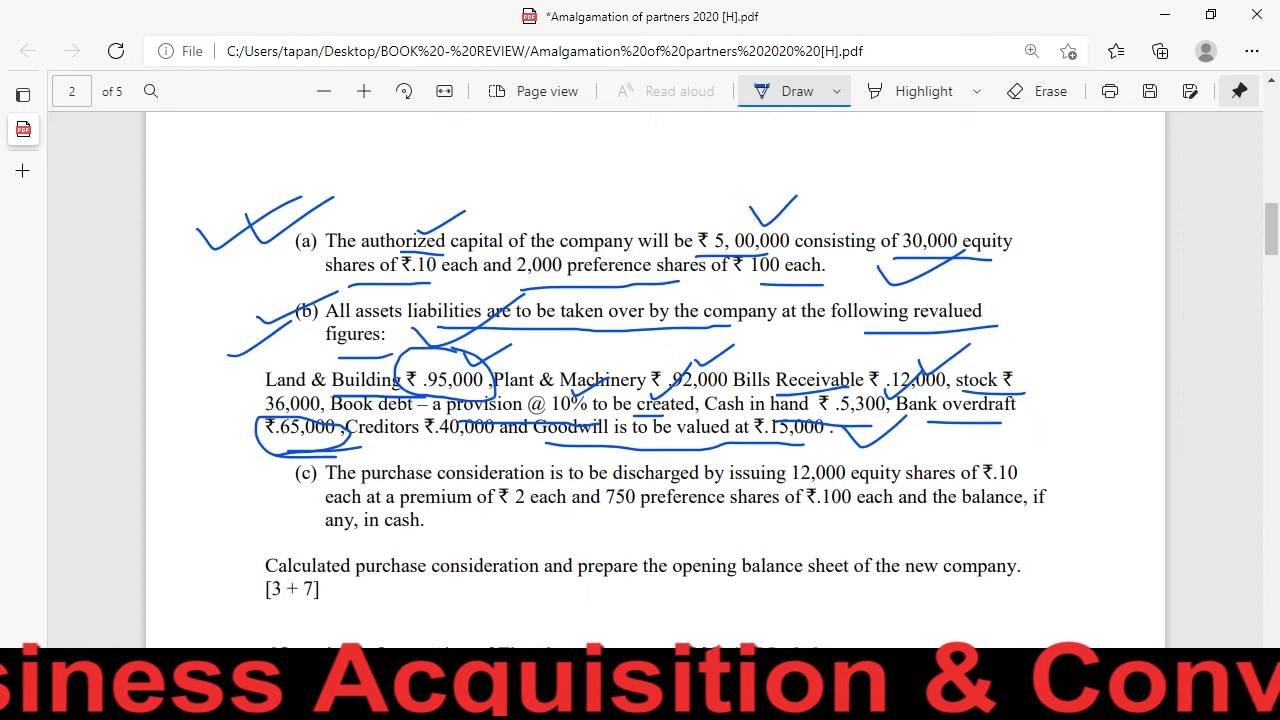 *Amalgamation of partners 2020 [H].pdf
File C:/Users/tapan/Desktop/BOOK%20-%20REVIEW/Amalgamation%20of%20partners%202020%20[H].pdf
2 of 5 Page view Read aloud Draw Highlight Erase
(a) The authorized capital of the company will be ₹ 5, 00,000 consisting of 30,000 equity
shares of ₹.10 each and 2,000 preference shares of ₹ 100 each.
(b) All assets liabilities are to be taken over by the company at the following revalued
figures:
Land & Building ₹ .95,000 ,Plant & Machinery ₹ .92,000 Bills Receivable ₹ .12,000, stock ₹
36,000, Book debt – a provision @ 10% to be created, Cash in hand ₹ .5,300, Bank overdraft
₹.65,000 ,Creditors ₹.40,000 and Goodwill is to be valued at ₹.15,000 .
(c) The purchase consideration is to be discharged by issuing 12,000 equity shares of ₹.10
each at a premium of ₹ 2 each and 750 preference shares of ₹.100 each and the balance, if
any, in cash.
Calculated purchase consideration and prepare the opening balance sheet of the new company.
[3 + 7]
siness Acquisition & Conv